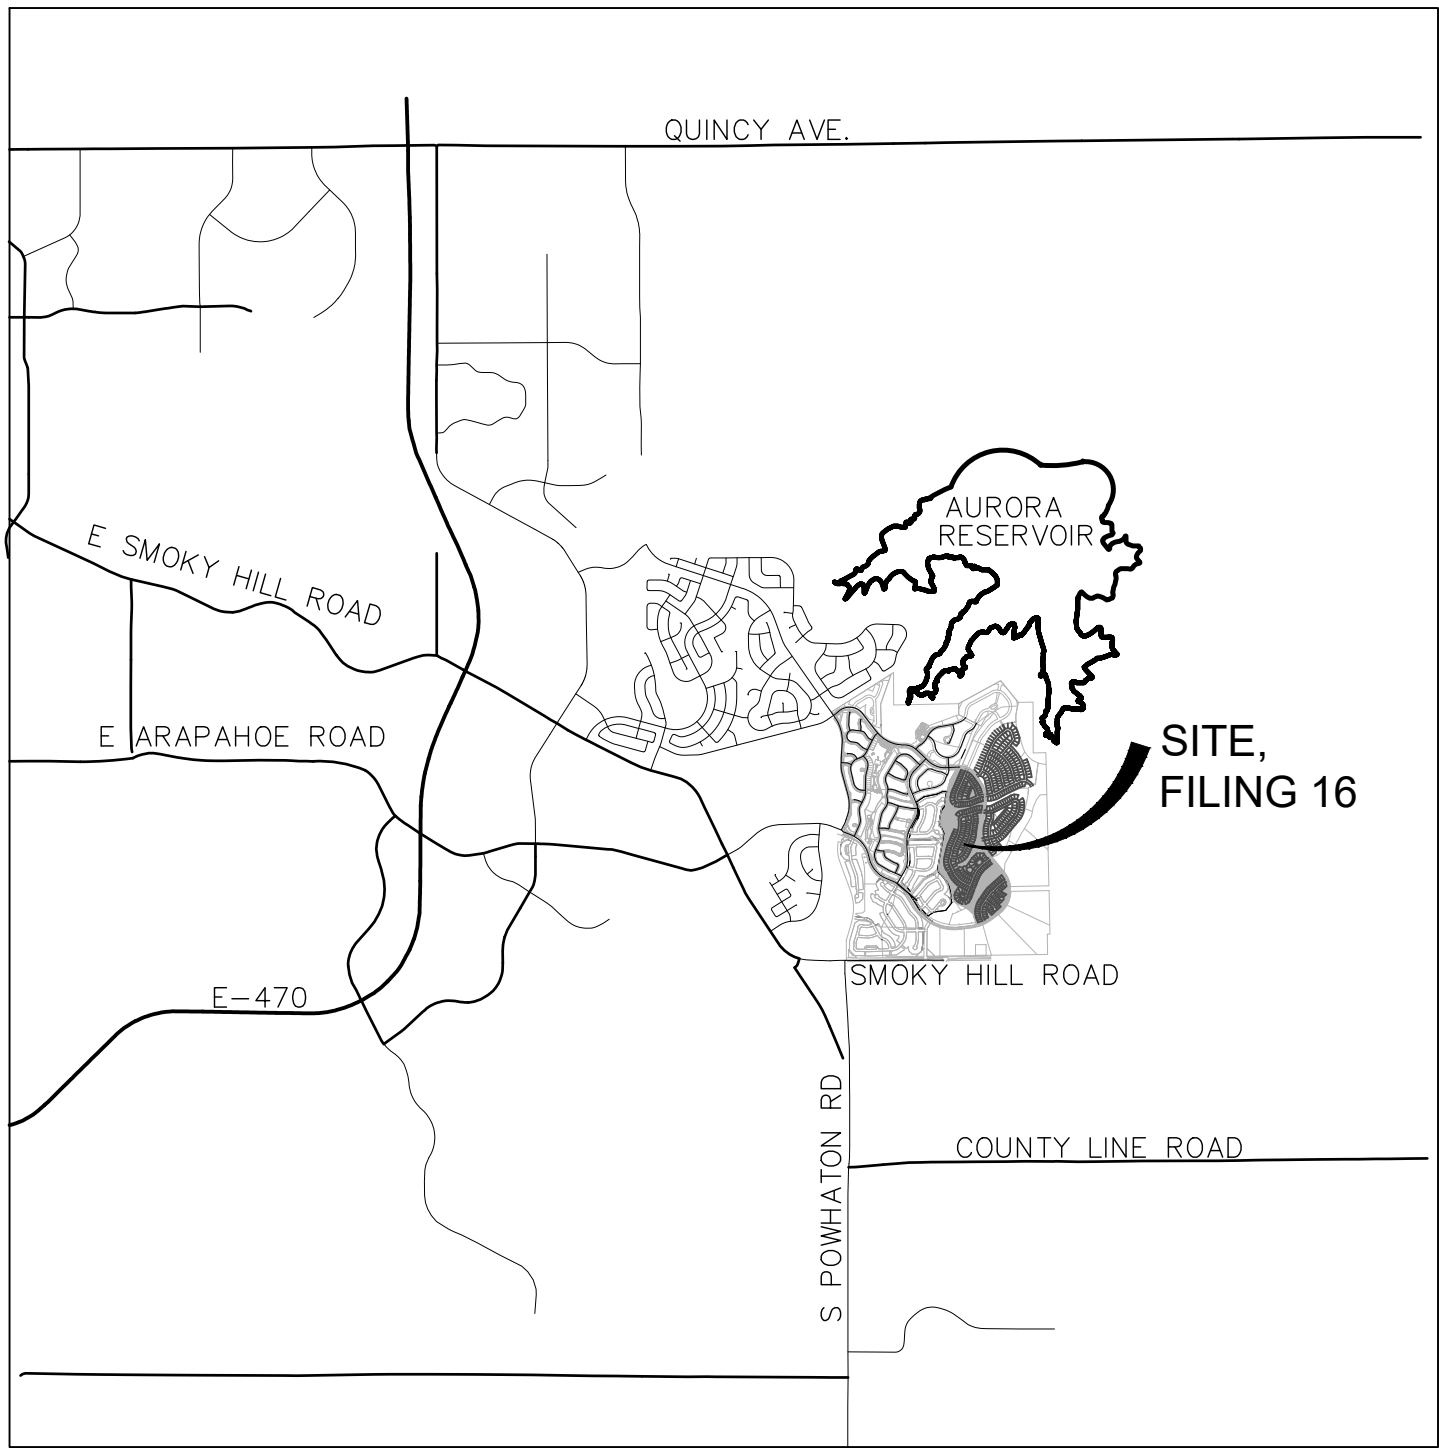 QUINCY AVE.
AURORA
RESERVOIR
E SMOKY HILL ROAD
E ARAPAHOE ROAD
SITE,
FILING 16
SMOKY HILL ROAD
E-470
S POWHATON RD
COUNTY LINE ROAD